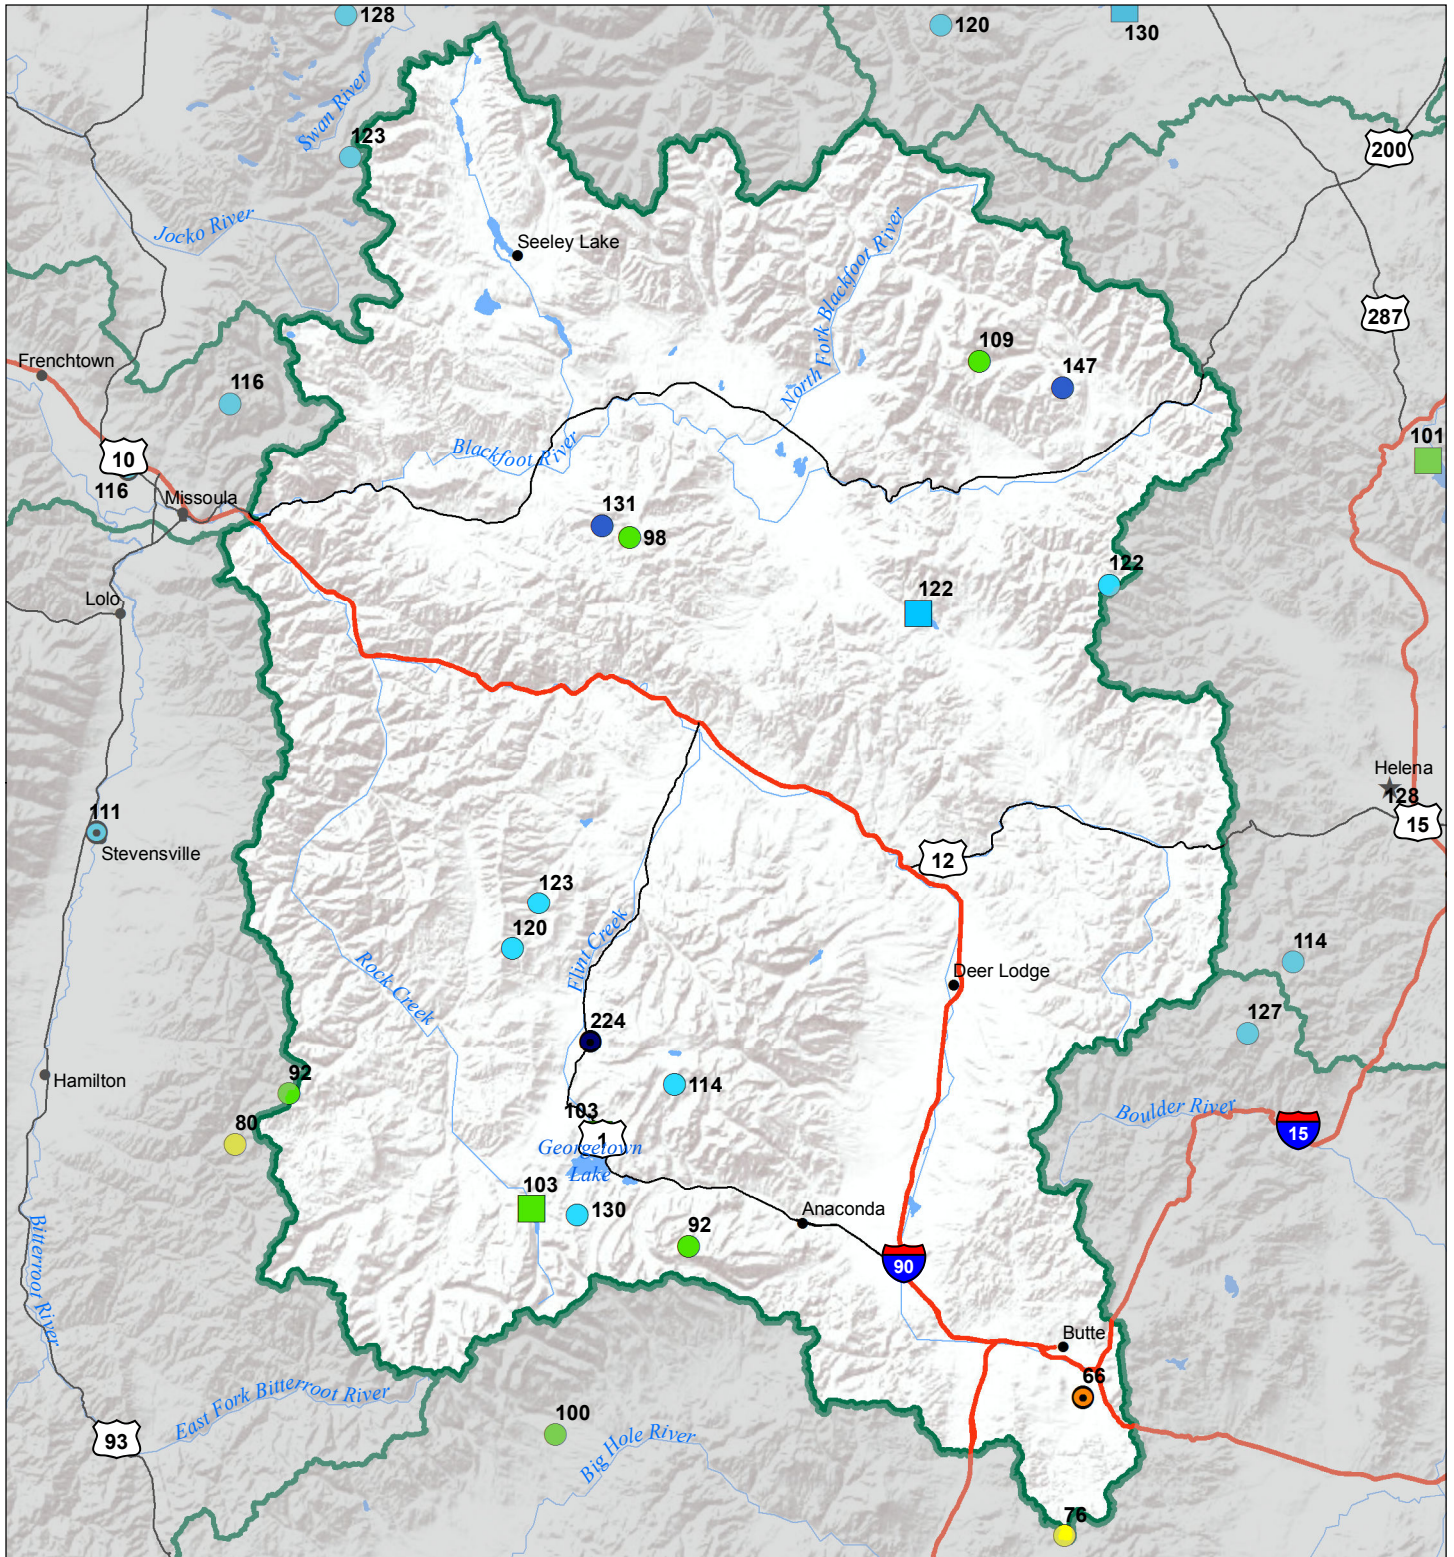 128
120
130
Swan River
123
200
Jocko River
Seeley Lake
North Fork Blackfoot River
287
Frenchtown
109
147
116
10
Blackfoot River
101
116
Missoula
131
98
122
122
Lolo
Helena
128
15
111
Stevensville
12
123
120
Flint Creek
Rock Creek
114
Deer Lodge
224
127
Hamilton
92
114
103
80
1
Boulder River
15
Georgetown
Lake
103
130
Anaconda
92
90
Bitterroot River
Butte
66
East Fork Bitterroot River
100
93
Big Hole River
76